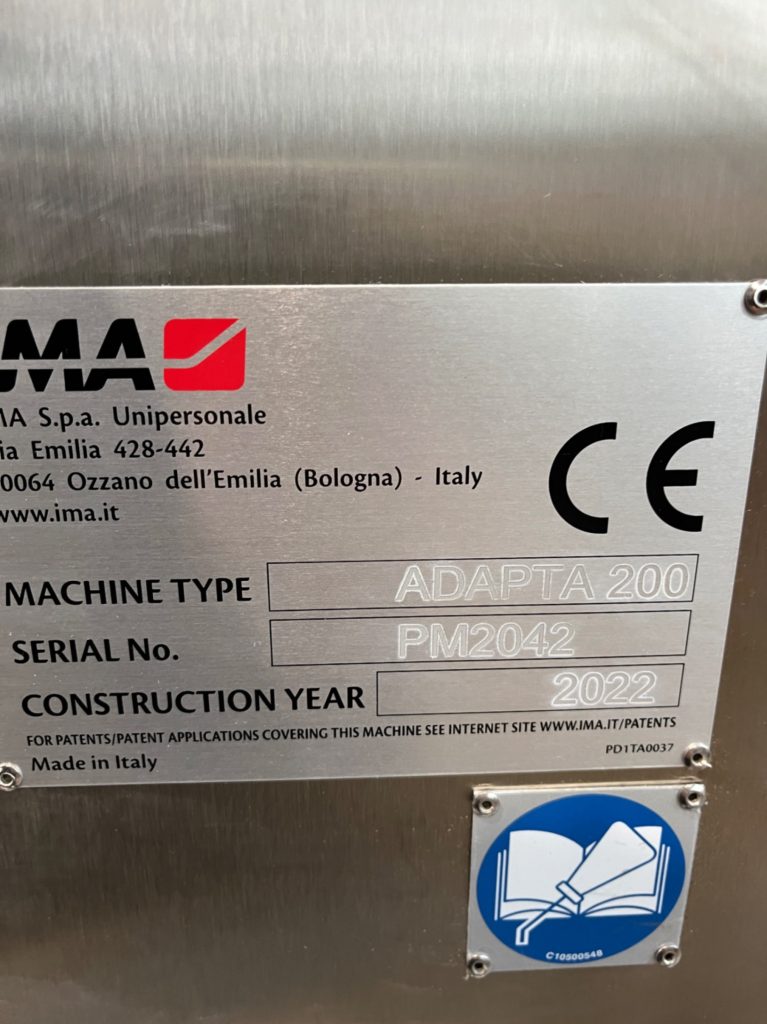 IMA
IMA S.p.a. Unipersonale
ia Emilia 428-442
0064 Ozzano dell'Emilia (Bologna) - Italy
www.ima.it
CE
MACHINE TYPE ADAPTA 200
SERIAL No. PM2042
CONSTRUCTION YEAR 2022
FOR PATENTS/PATENT APPLICATIONS COVERING THIS MACHINE SEE INTERNET SITE WWW.IMA.IT/PATENTS
PD1TA0037
Made in Italy
C10500548